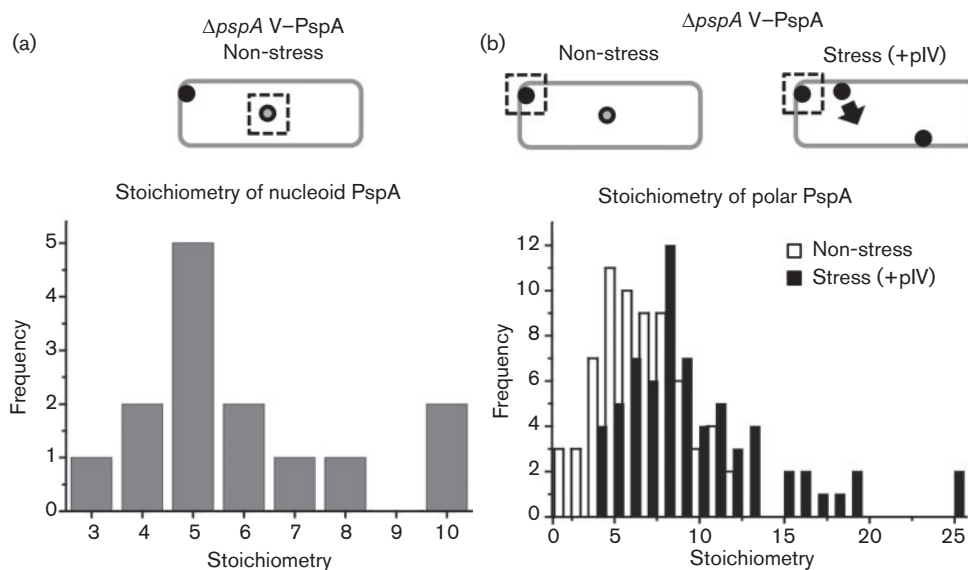 (a)
ΔpspA V–PspA
Non-stress
Stoichiometry of nucleoid PspA
Frequency
5
4
3
2
1
0
3 4 5 6 7 8 9 10
Stoichiometry
(b)
ΔpspA V–PspA
Non-stress Stress (+pIV)
Stoichiometry of polar PspA
Non-stress
Stress (+pIV)
Frequency
12
10
8
6
4
2
0
0 5 10 15 20 25
Stoichiometry